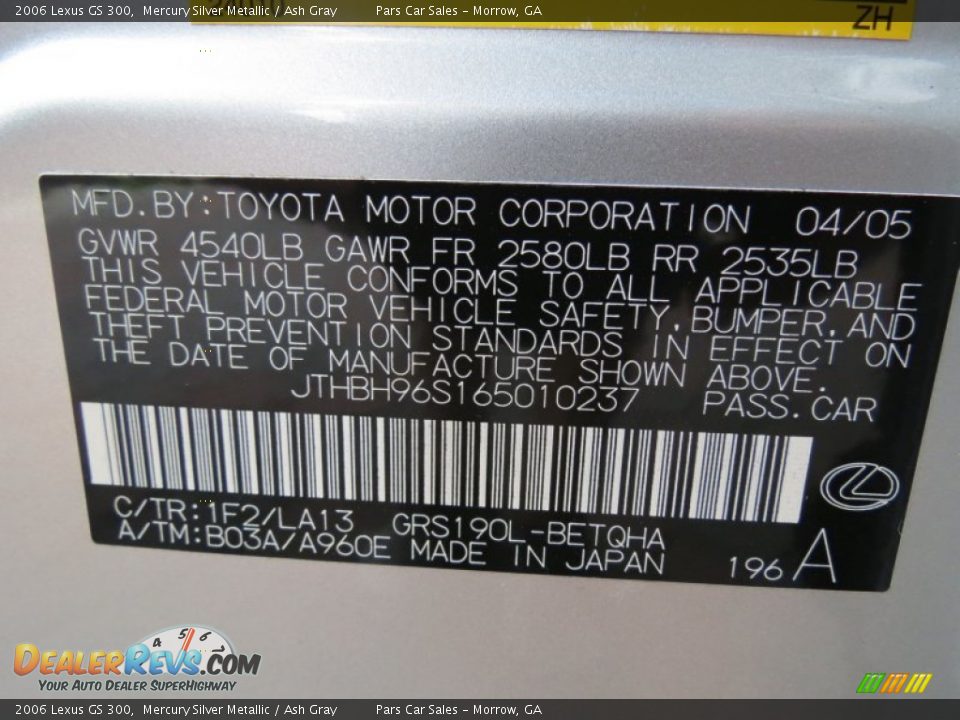 2006 Lexus GS 300, Mercury Silver Metallic / Ash Gray Pars Car Sales - Morrow, GA
ZH
MFD.BY:TOYOTA MOTOR CORPORATION 04/05
GVWR 4540LB GAWR FR 2580LB RR 2535LB
THIS VEHICLE CONFORMS TO ALL APPLICABLE
FEDERAL MOTOR VEHICLE SAFETY,BUMPER,AND
THEFT PREVENTION STANDARDS IN EFFECT ON
THE DATE OF MANUFACTURE SHOWN ABOVE.
JTHBH96S165010237 PASS.CAR
C/TR:1F2/LA13 GRS190L-BETQHA
A/TM:B03A/A960E MADE IN JAPAN 196 A
4 5 6
DEALERREVS.COM
YOUR AUTO DEALER SUPERHIGHWAY
2006 Lexus GS 300, Mercury Silver Metallic / Ash Gray Pars Car Sales - Morrow, GA